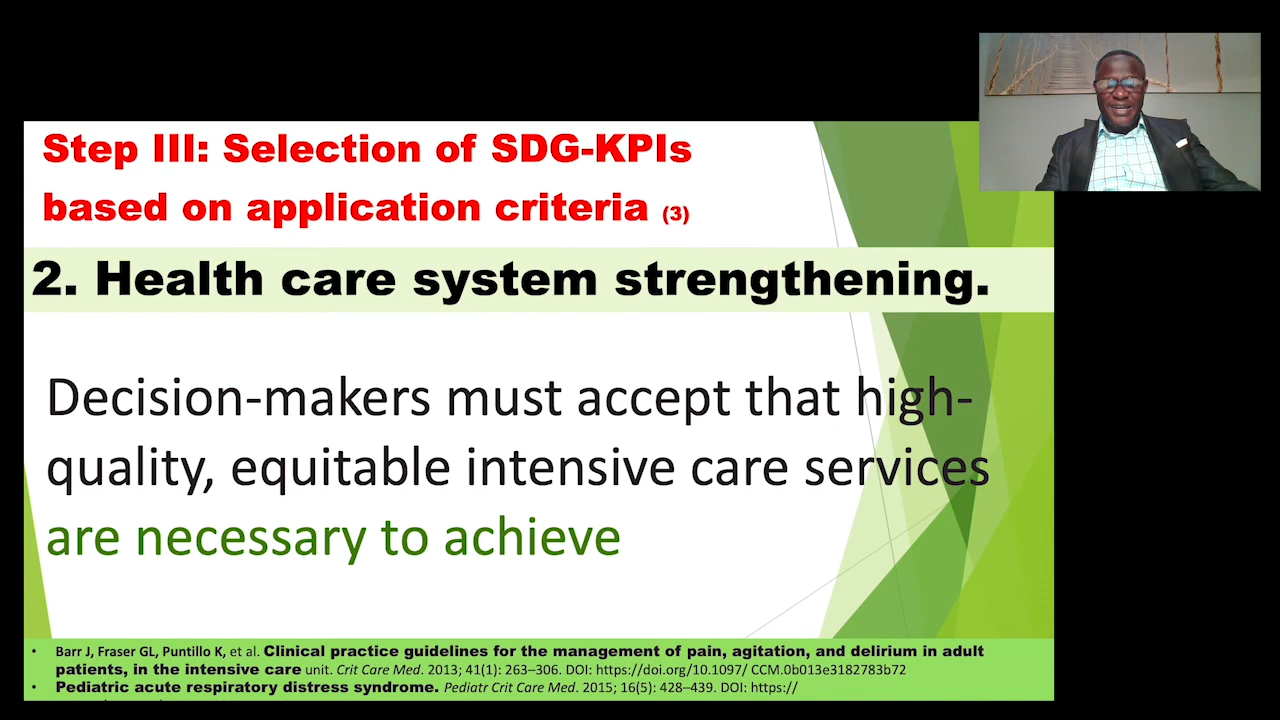 Step III: Selection of SDG-KPIs
based on application criteria (3)
2. Health care system strengthening.
Decision-makers must accept that high-
quality, equitable intensive care services
are necessary to achieve
• Barr J, Fraser GL, Puntillo K, et al. Clinical practice guidelines for the management of pain, agitation, and delirium in adult
patients, in the intensive care unit. Crit Care Med. 2013; 41(1): 263–306. DOI: https://doi.org/10.1097/ CCM.0b013e3182783b72
• Pediatric acute respiratory distress syndrome. Pediatr Crit Care Med. 2015; 16(5): 428–439. DOI: https://